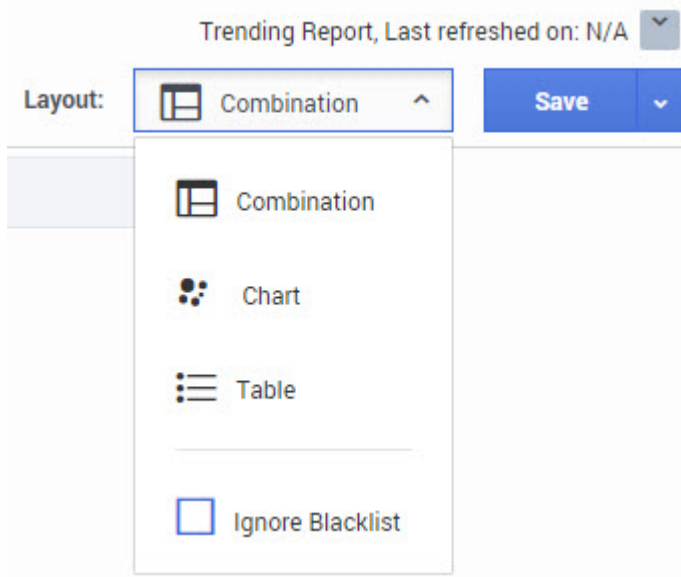 Trending Report, Last refreshed on: N/A
Layout: Combination Save
Combination
Chart
Table
Ignore Blacklist